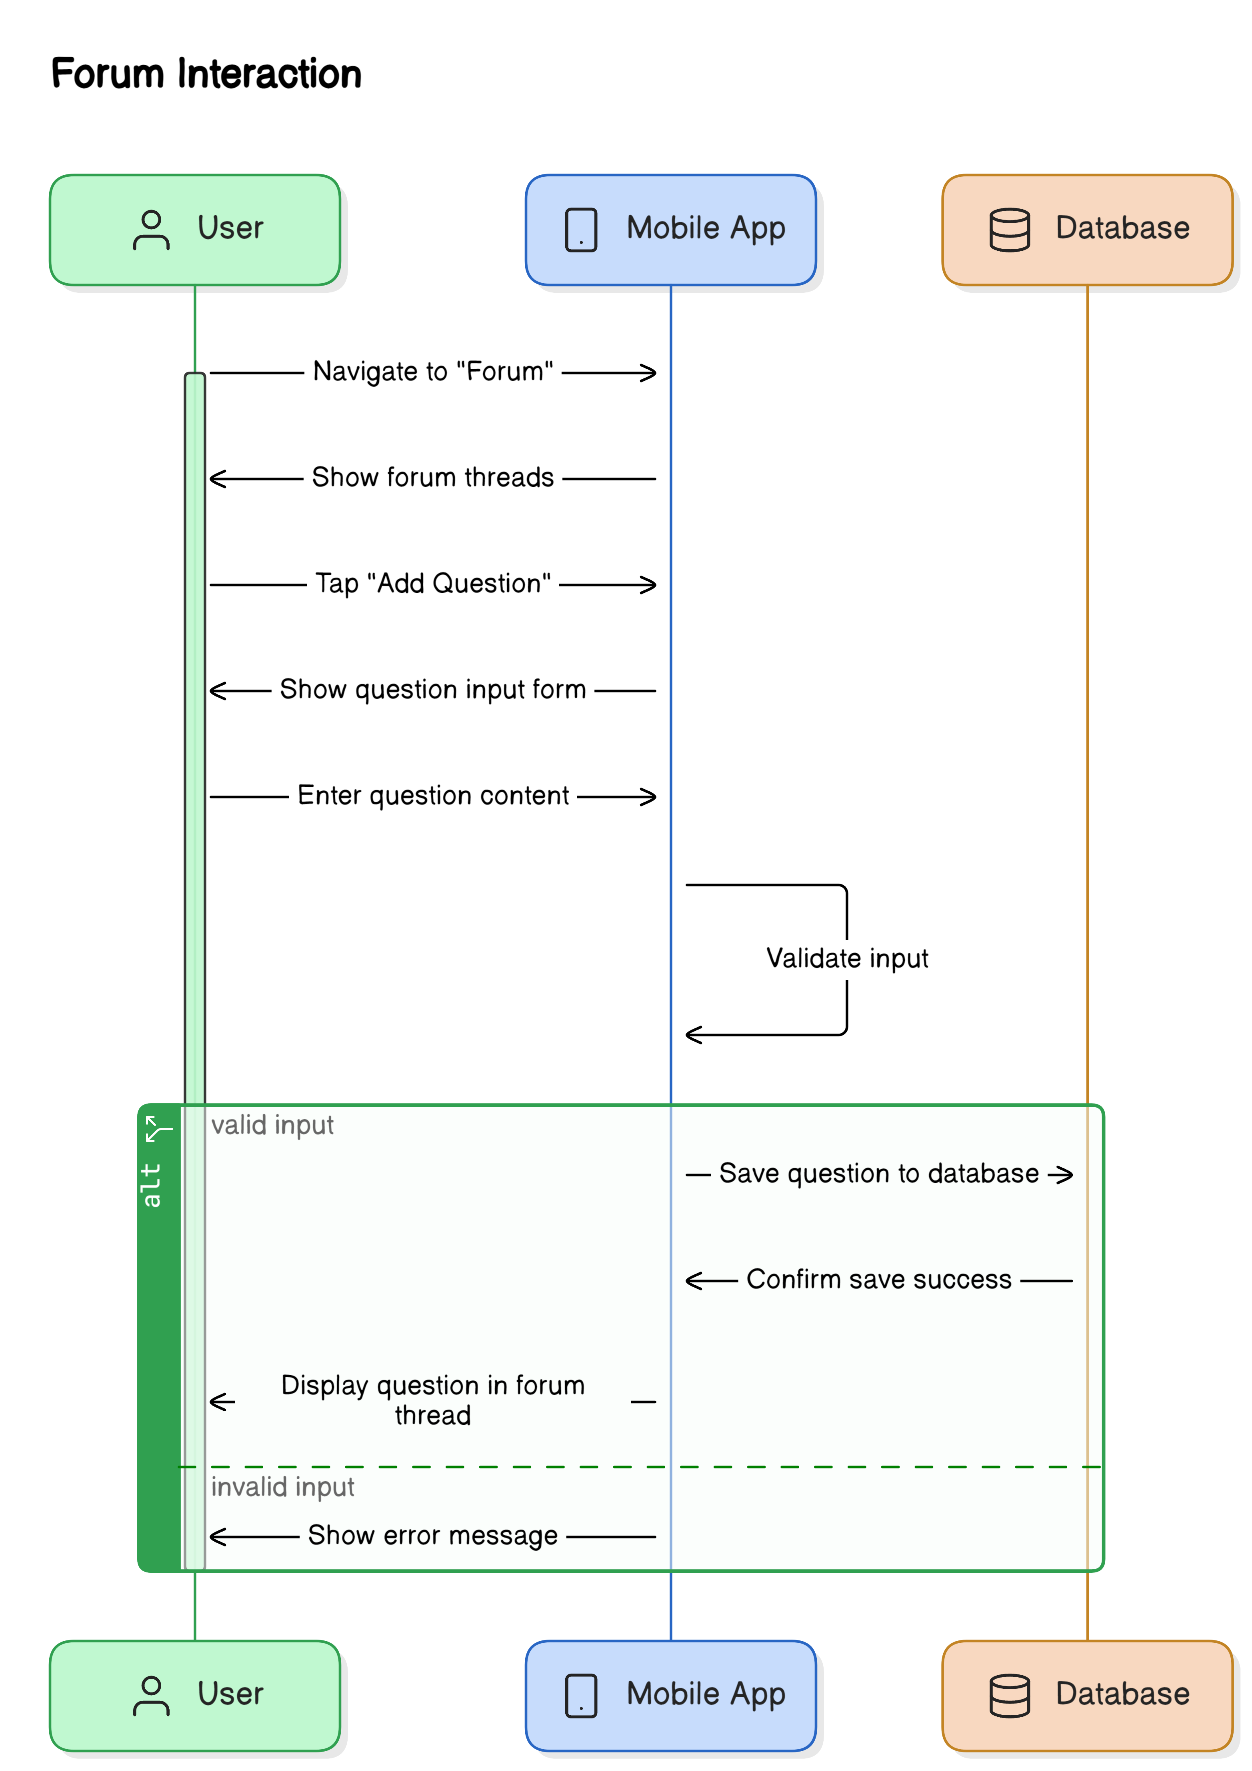 Forum Interaction
User
Mobile App
Database
Navigate to "Forum"
Show forum threads
Tap "Add Question"
Show question input form
Enter question content
Validate input
alt
valid input
Save question to database
Confirm save success
Display question in forum
thread
invalid input
Show error message
User
Mobile App
Database